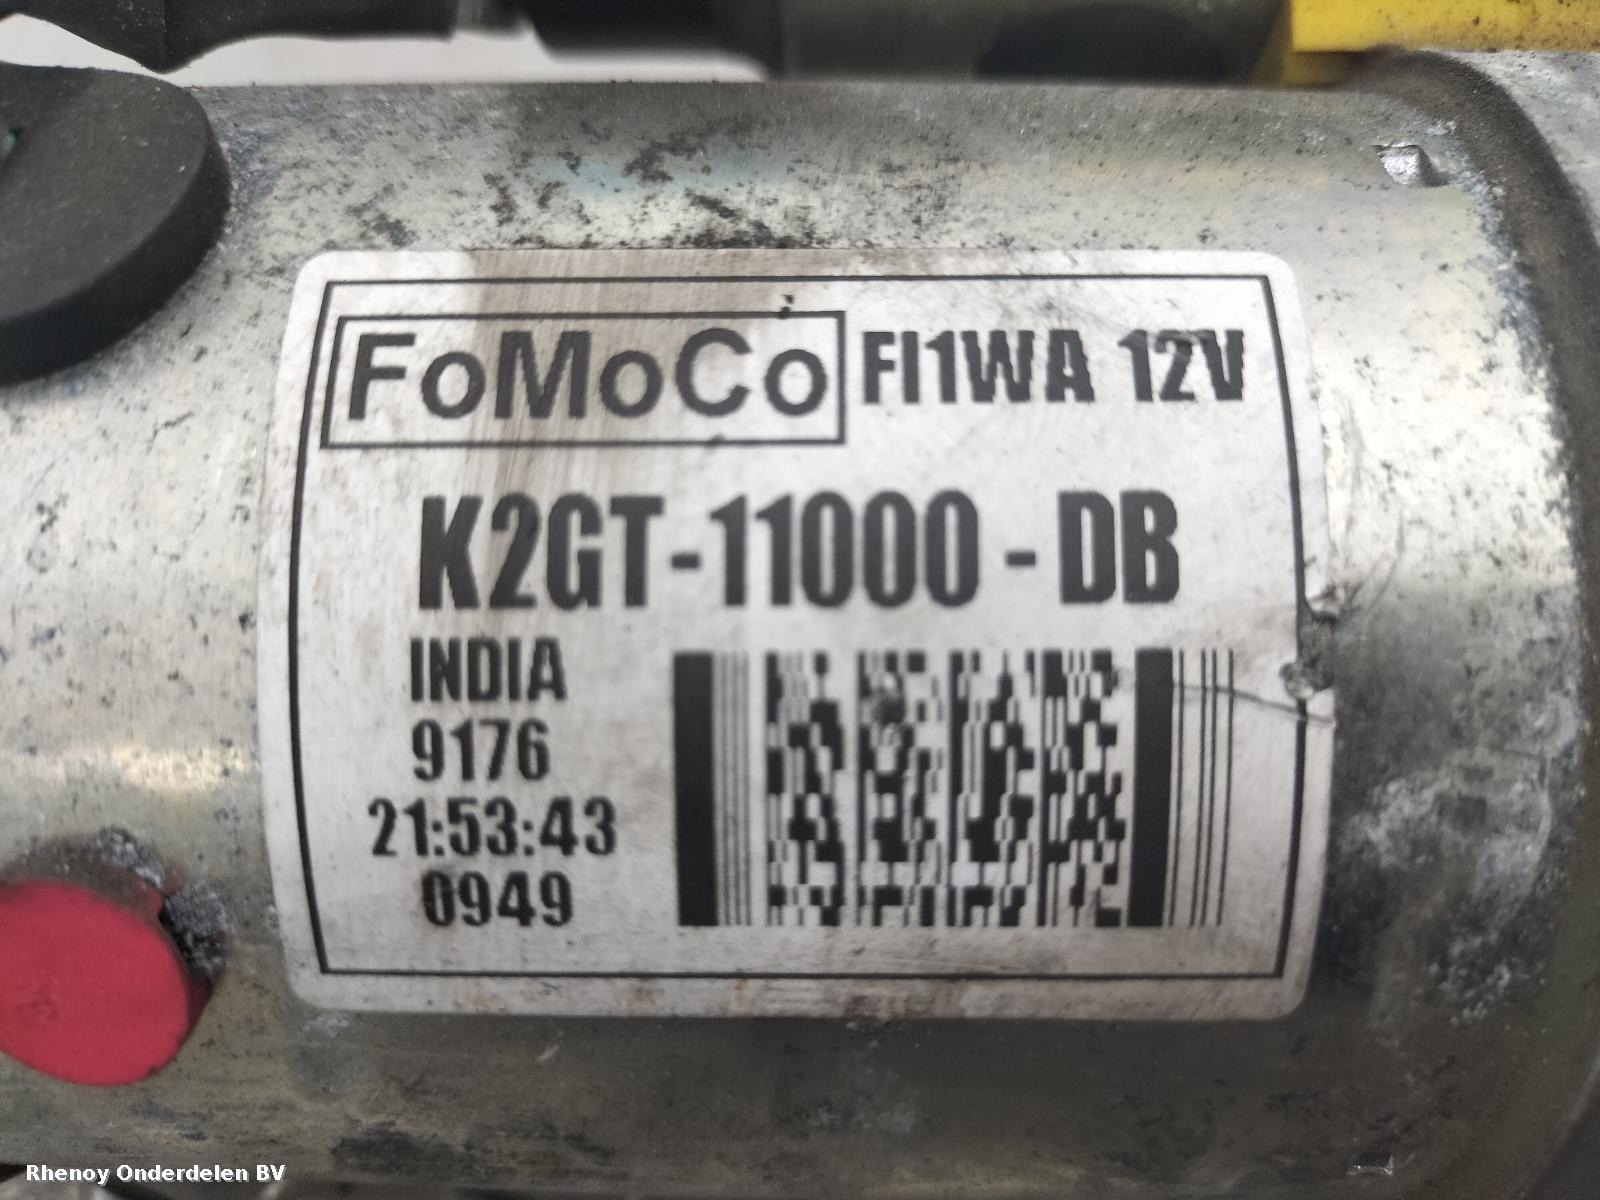 FoMoCo FI1WA 12V
K2GT-11000-DB
INDIA
9176
21:53:43
0949
Rhenoy Onderdelen BV